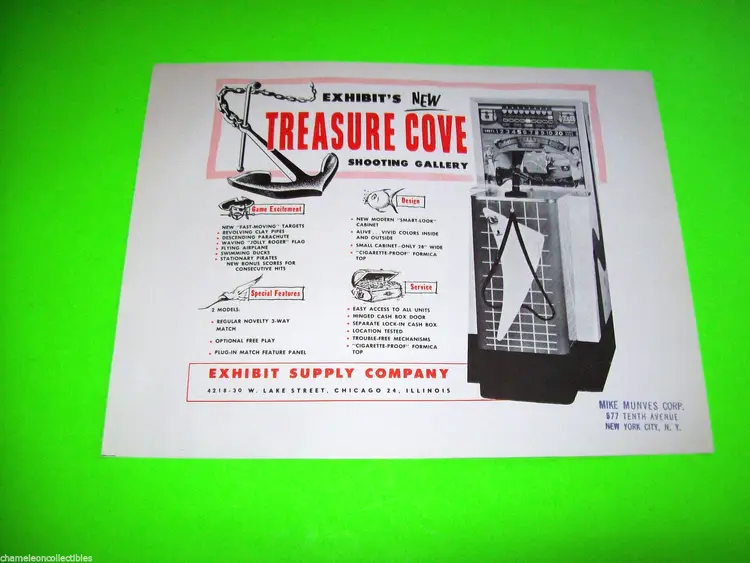 EXHIBIT'S NEW
TREASURE COVE
SHOOTING GALLERY
Game Excitement
NEW "FAST-MOVING" TARGETS
• REVOLVING CLAY PIPES
• DESCENDING PARACHUTE
• WAVING "JOLLY ROGER" FLAG
• FLYING AIRPLANE
• SWIMMING DUCKS
• STATIONARY PIRATES
NEW BONUS SCORES FOR
CONSECUTIVE HITS
Design
• NEW MODERN "SMART-LOOK"
CABINET
• ALIVE . . VIVID COLORS INSIDE
AND OUTSIDE
• SMALL CABINET—ONLY 28" WIDE
• "CIGARETTE-PROOF" FORMICA
TOP
Special Features
2 MODELS:
• REGULAR NOVELTY 3-WAY
MATCH
• OPTIONAL FREE PLAY
• PLUG-IN MATCH FEATURE PANEL
Service
• EASY ACCESS TO ALL UNITS
• HINGED CASH BOX DOOR
• SEPARATE LOCK-IN CASH BOX
• LOCATION TESTED
• TROUBLE-FREE MECHANISMS
• "CIGARETTE-PROOF" FORMICA
TOP
EXHIBIT SUPPLY COMPANY
4218-30 W. LAKE STREET, CHICAGO 24, ILLINOIS
MIKE MUNVES CORP.
577 TENTH AVENUE
NEW YORK CITY, N. Y.
chameleoncollectibles